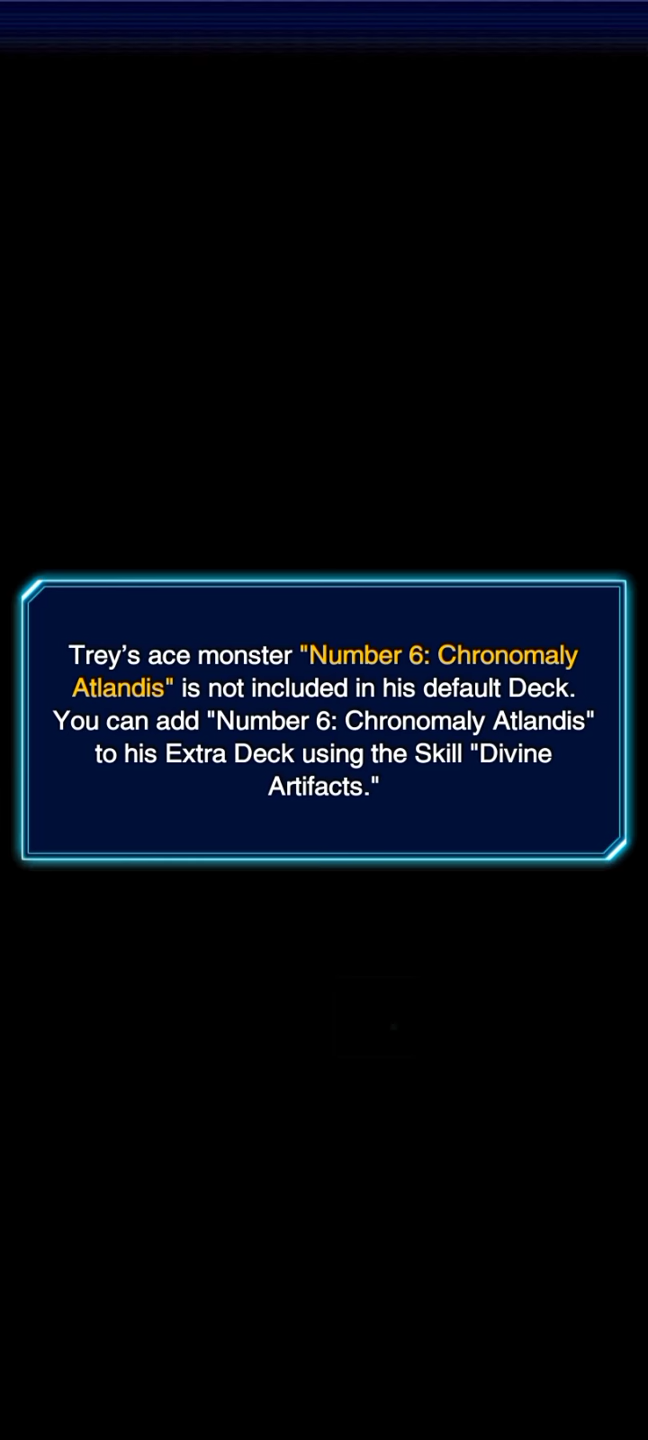 Trey’s ace monster "Number 6: Chronomaly
Atlandis" is not included in his default Deck.
You can add "Number 6: Chronomaly Atlandis"
to his Extra Deck using the Skill "Divine
Artifacts."